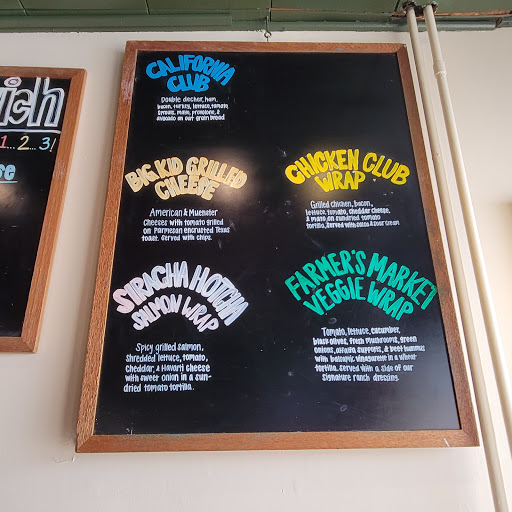 ich
1...2...3!
se
CALIFORNIA
CLUB
Double decker, ham,
bacon, turkey, lettuce, tomato,
sprouts, mayo, provolone, &
avocado on our grain bread
BIG KID GRILLED
CHEESE
American & Muenster
Cheeses with tomato grilled
on Parmesan encrusted Texas
toast. Served with chips.
CHICKEN CLUB
WRAP
Grilled chicken, bacon,
lettuce, tomato, cheddar cheese,
& mayo on sundried tomato
tortilla, Served with salsa & sour cream
SIRACHA HOTCHA
SALMON WRAP
Spicy grilled salmon,
Shredded lettuce, tomato,
Cheddar, & Havarti Cheese
with sweet onion in a sun-
dried tomato tortilla.
FARMER'S MARKET
VEGGIE WRAP
Tomato, lettuce, cucumber,
black olives, fresh mushrooms, green
onions, alfalfa sprouts, & beet hummus
with balsamic vinaigarette in a wheat
tortilla. Served with a side of our
signature ranch dressing.